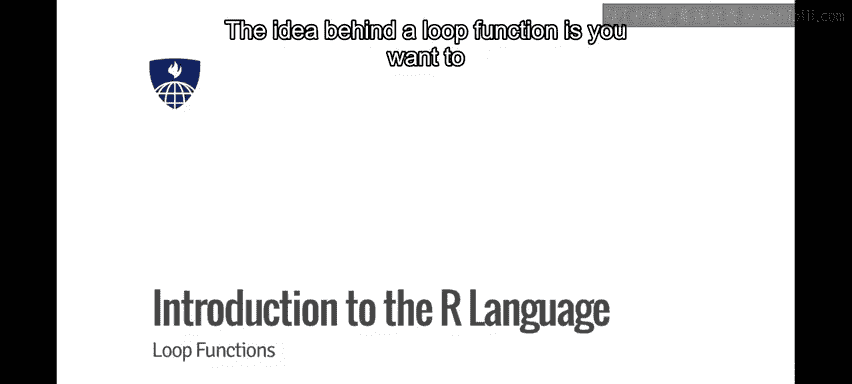 The idea behind a loop function is you
want to
Introduction to the R Language
Loop Functions